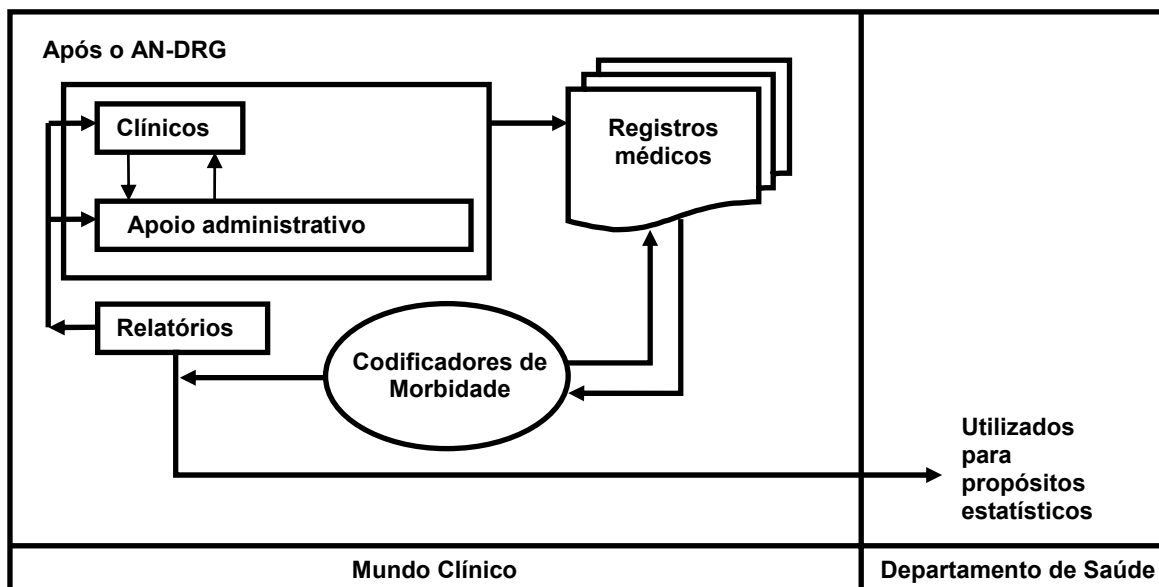 Após o AN-DRG
Clínicos
Apoio administrativo
Registros
médicos
Relatórios
Codificadores de
Morbidade
Utilizados
para
propósitos
estatísticos
Mundo Clínico
Departamento de Saúde